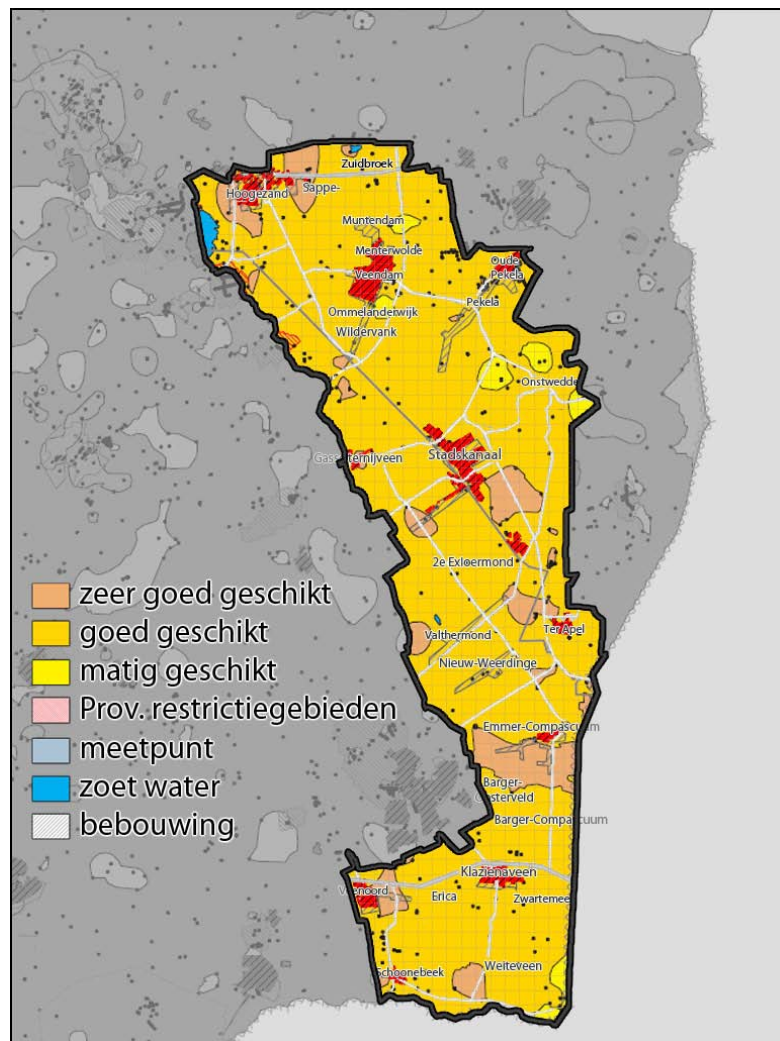 Zuidbroek
Hoogezand
Sappe-
Muntendam
Menterwolde
Veendam
Oude
Pekela
Pekela
Ommelanderwijk
Wildervank
Onstwedde
Stadskanaal
2e Exloermond
zeer goed geschikt
goed geschikt
matig geschikt
Prov. restrictiegebieden
meetpunt
zoet water
bebouwing
Valthermond
Ter Apel
Nieuw-Weerdinge
Emmer-Compascuum
Barger-
Oosterveld
Barger-Compascuum
Klazienaveen
Erica
Zwartemee
Schoonebeek
Weiteveen